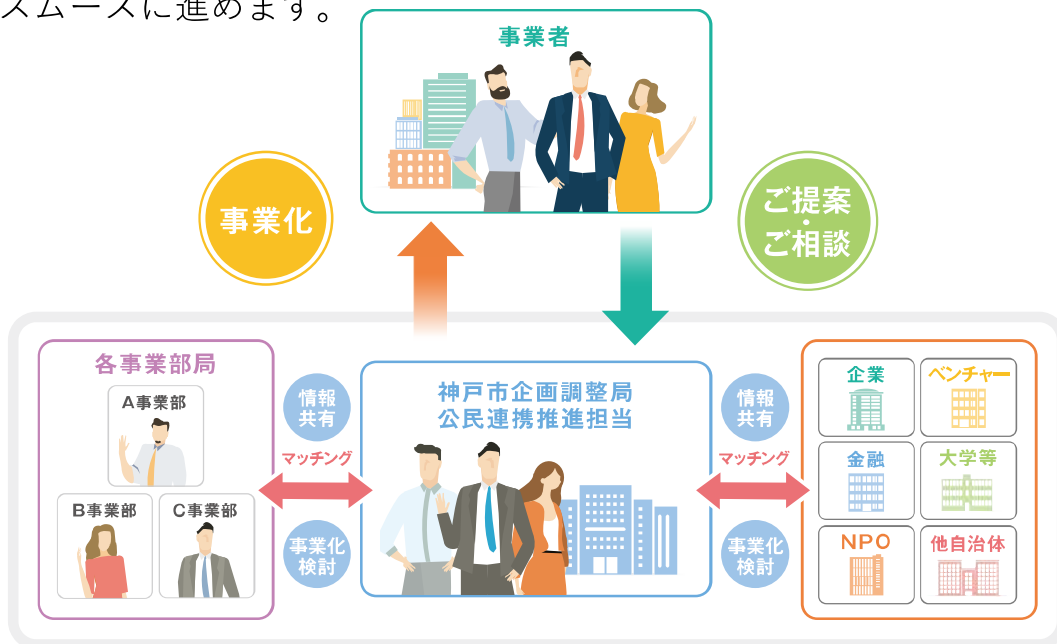 スムーズに進めます。
事業者
事業化
ご提案
・
ご相談
各事業部局
A事業部
B事業部
C事業部
情報
共有
マッチング
事業化
検討
神戸市企画調整局
公民連携推進担当
情報
共有
マッチング
事業化
検討
企業
ベンチャー
金融
大学等
NPO
他自治体